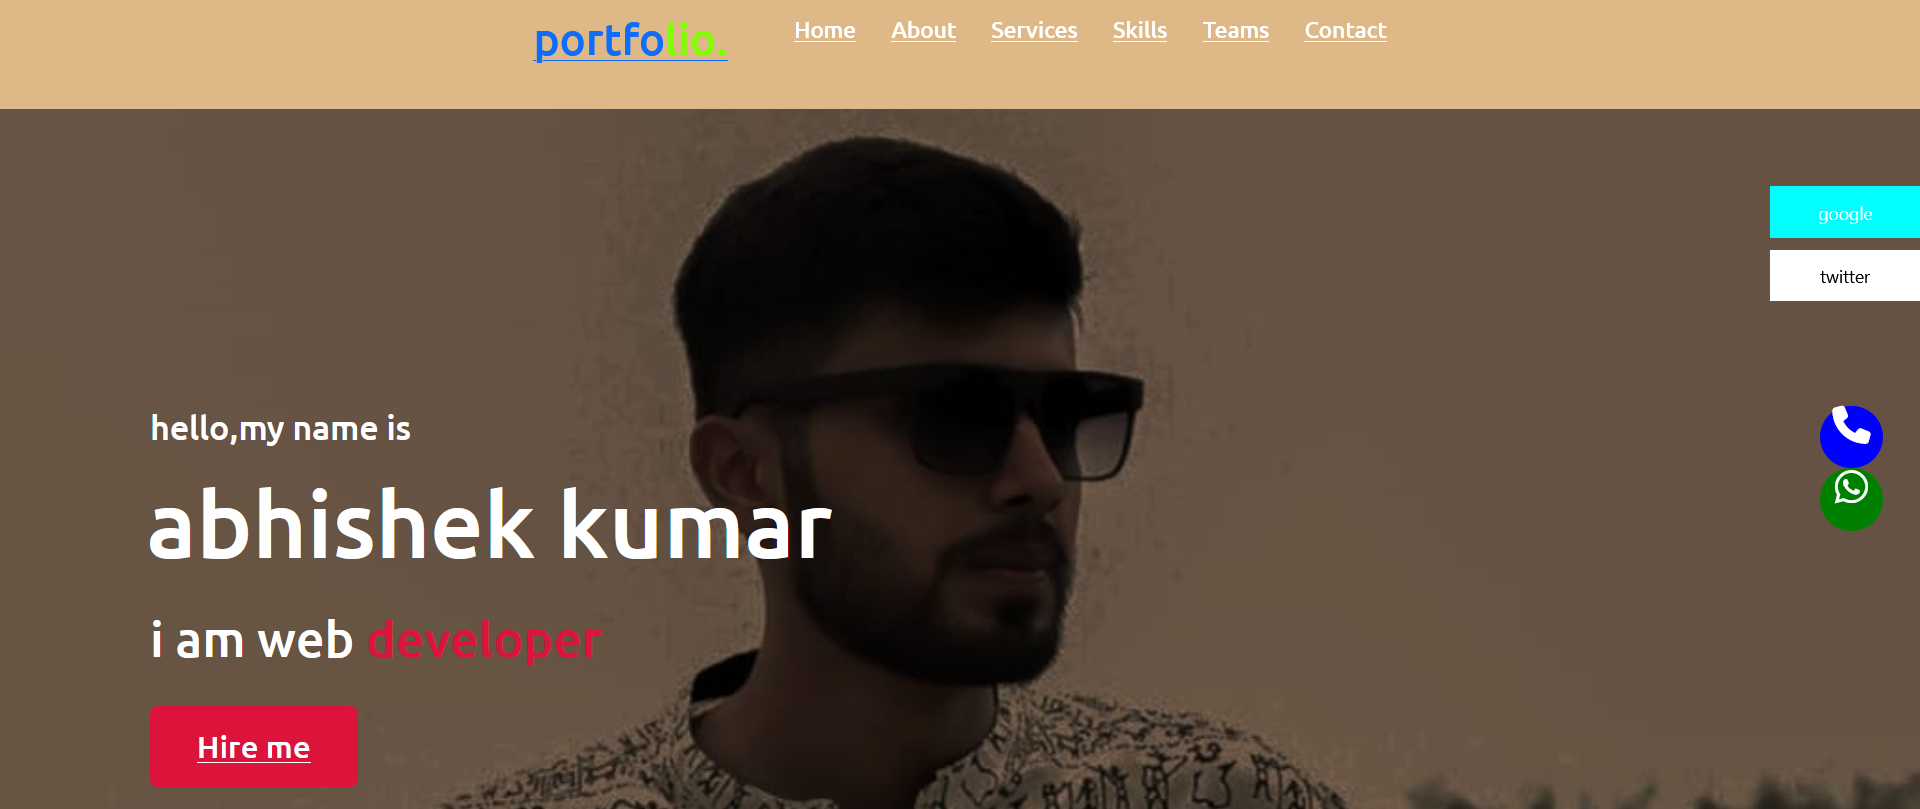 portfolio.
Home About Services Skills Teams Contact
google
twitter
hello,my name is
abhishek kumar
i am web developer
Hire me